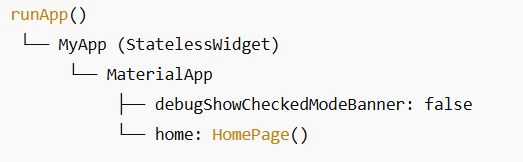 runApp()
└── MyApp (StatelessWidget)
└── MaterialApp
├── debugShowCheckedModeBanner: false
└── home: HomePage()